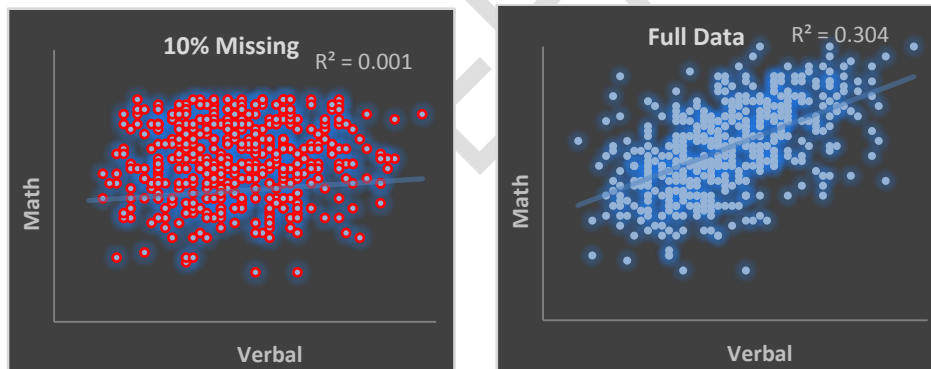 10% Missing
R² = 0.001
Math
Verbal
Full Data
R² = 0.304
Math
Verbal